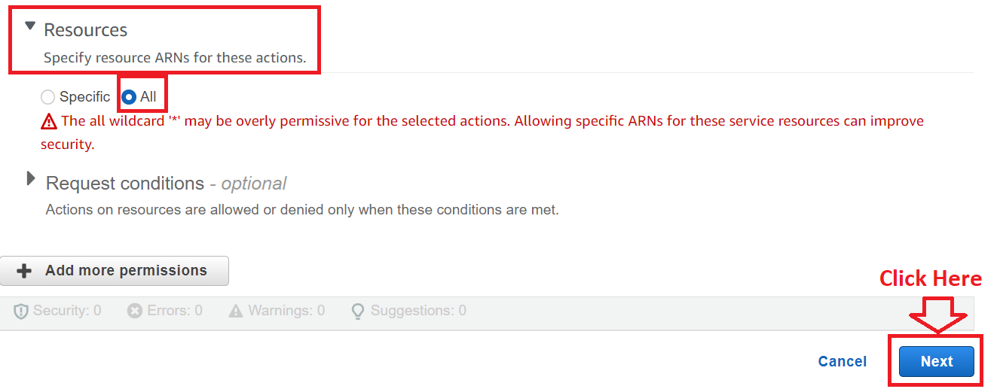 Resources
Specify resource ARNs for these actions.
Specific All
The all wildcard '*' may be overly permissive for the selected actions. Allowing specific ARNs for these service resources can improve
security.
Request conditions - optional
Actions on resources are allowed or denied only when these conditions are met.
Add more permissions
Click Here
Security: 0 Errors: 0 Warnings: 0 Suggestions: 0
Cancel Next